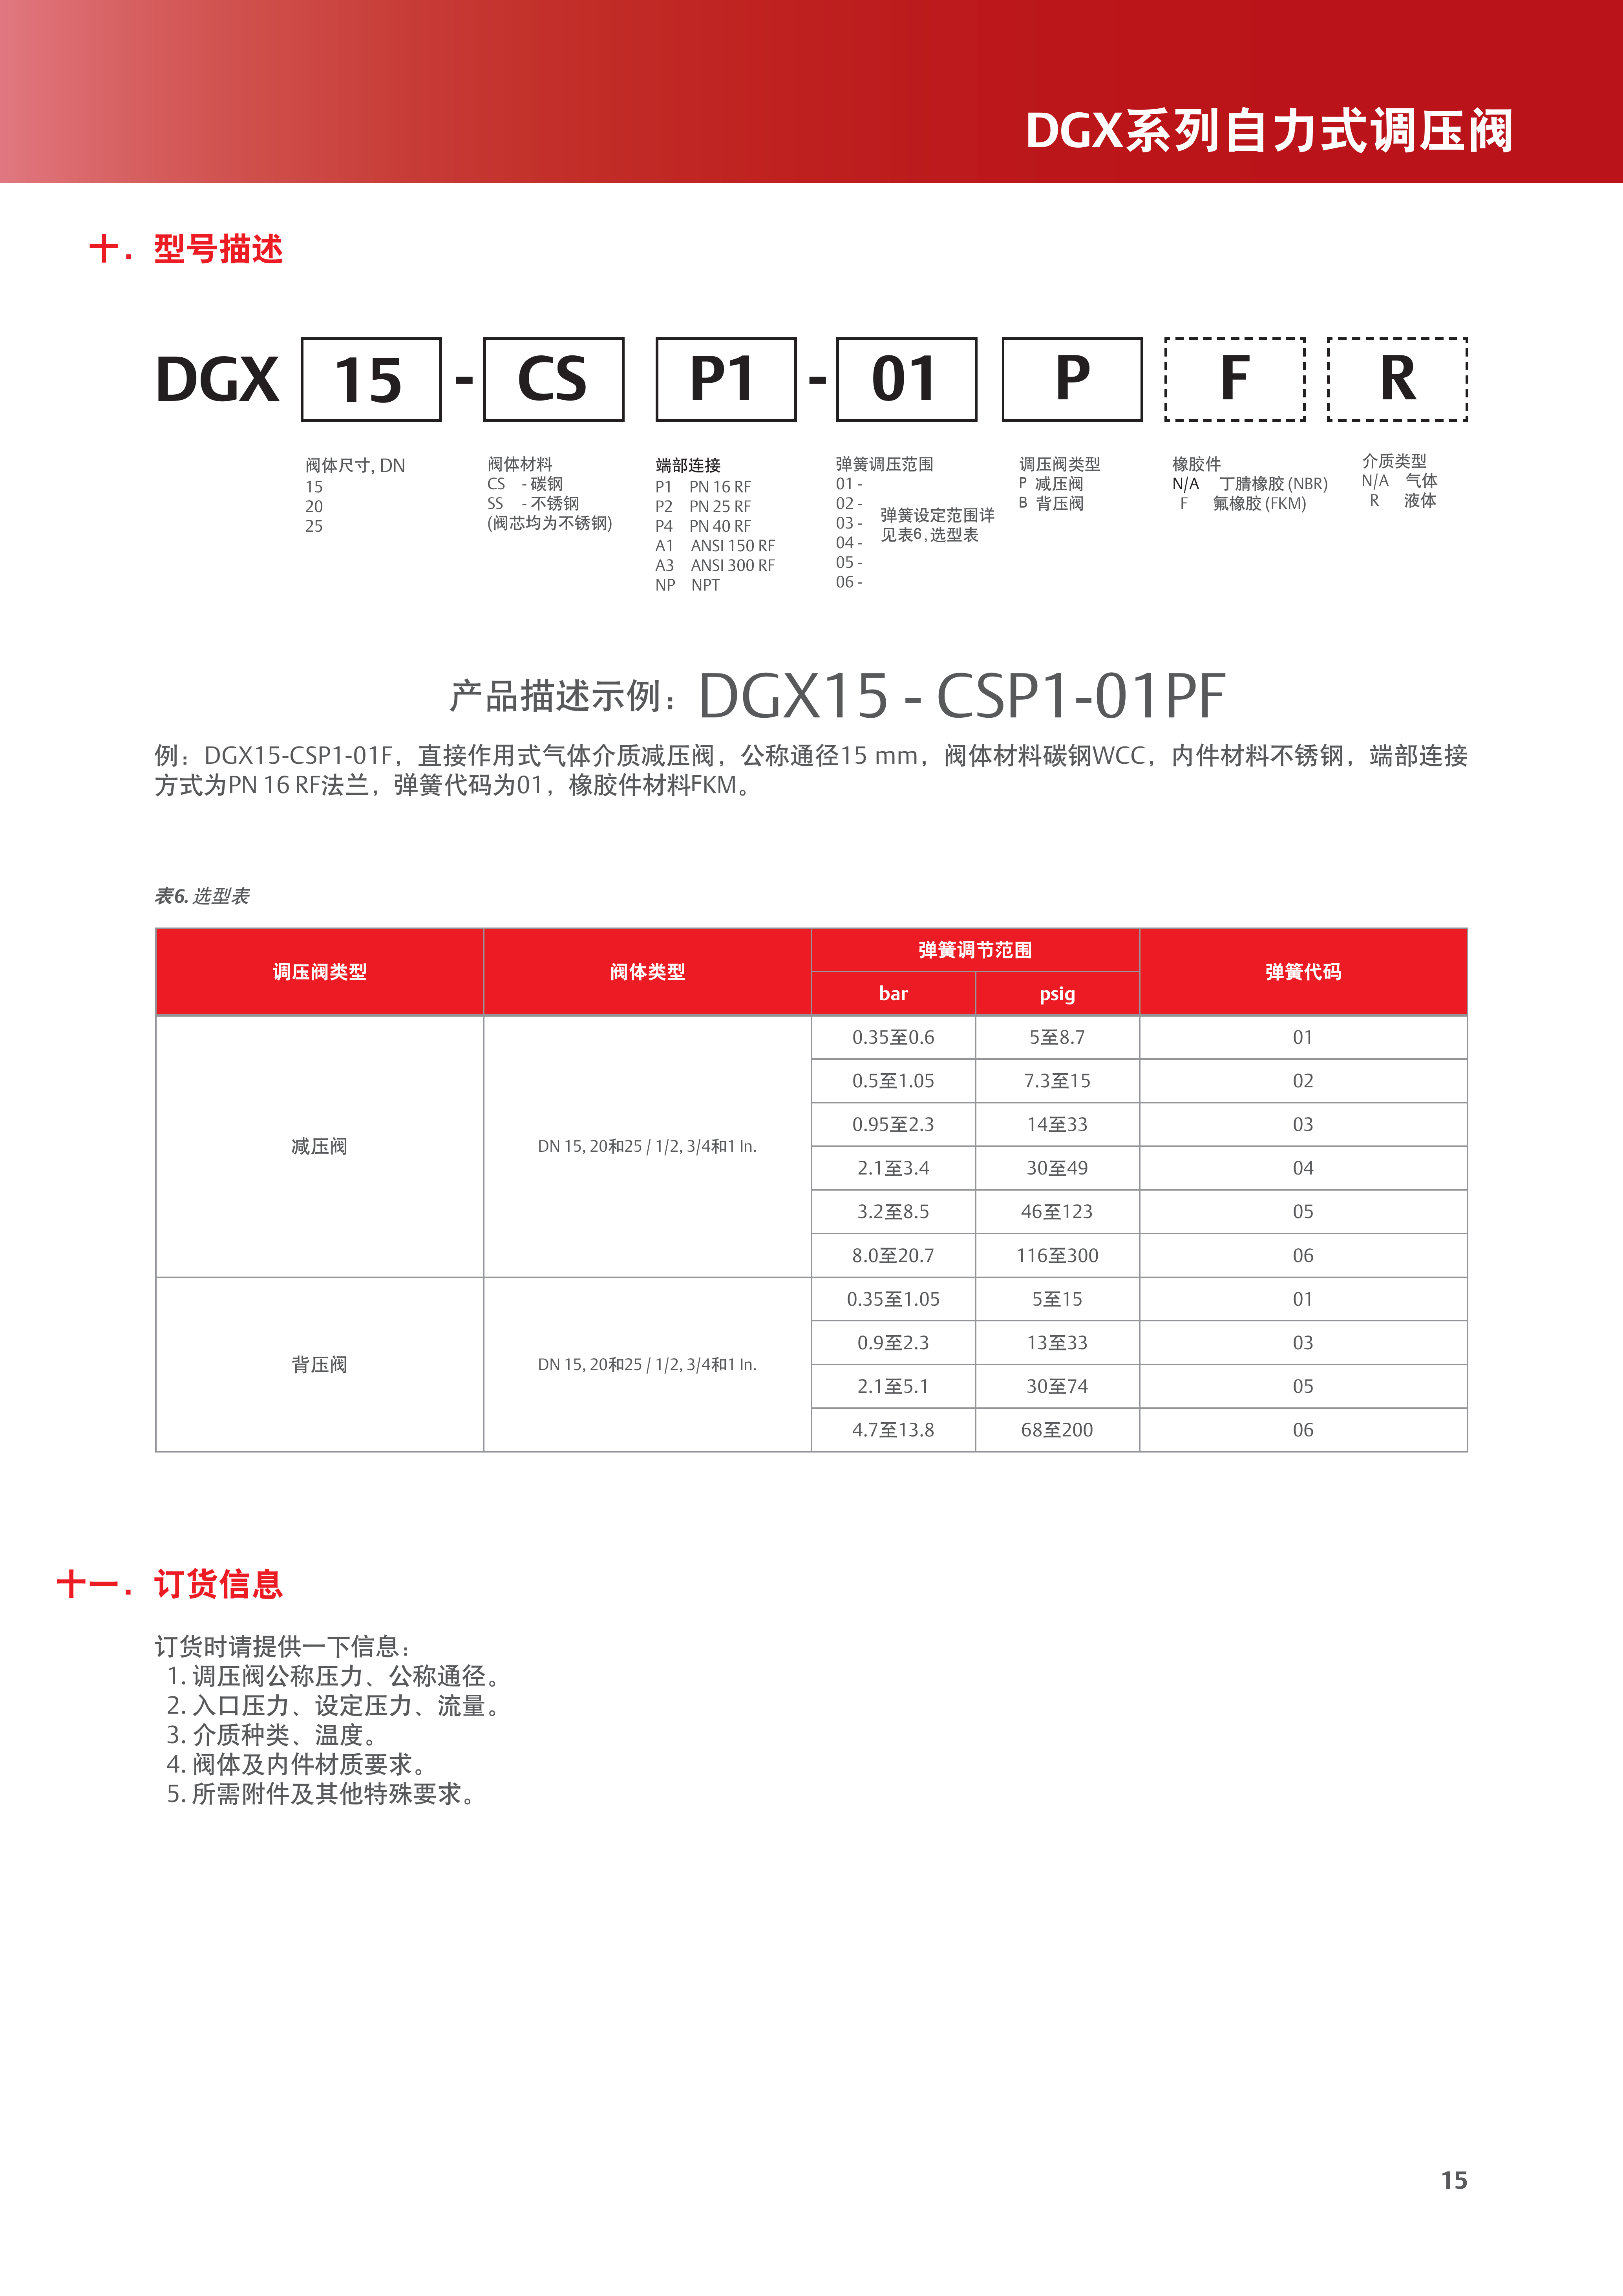 DGX系列自力式调压阀
十. 型号描述
DGX 15 - CS P1 - 01 P F R
阀体尺寸, DN
15
20
25
阀体材料
CS - 碳钢
SS - 不锈钢
(阀芯均为不锈钢)
端部连接
P1 PN 16 RF
P2 PN 25 RF
P4 PN 40 RF
A1 ANSI 150 RF
A3 ANSI 300 RF
NP NPT
弹簧调压范围
01 -
02 -
03 -
04 -
05 -
06 -
弹簧设定范围详
见表6,选型表
调压阀类型
P 减压阀
B 背压阀
橡胶件
N/A 丁腈橡胶 (NBR)
F 氟橡胶 (FKM)
介质类型
N/A 气体
R 液体
产品描述示例：DGX15 - CSP1-01PF
例：DGX15-CSP1-01F，直接作用式气体介质减压阀，公称通径15 mm，阀体材料碳钢WCC，内件材料不锈钢，端部连接
方式为PN 16 RF法兰，弹簧代码为01，橡胶件材料FKM。
表6. 选型表
调压阀类型 阀体类型 弹簧调节范围 弹簧代码
bar psig
减压阀 DN 15, 20和25 / 1/2, 3/4和1 In.
0.35至0.6 5至8.7 01
0.5至1.05 7.3至15 02
0.95至2.3 14至33 03
2.1至3.4 30至49 04
3.2至8.5 46至123 05
8.0至20.7 116至300 06
背压阀 DN 15, 20和25 / 1/2, 3/4和1 In.
0.35至1.05 5至15 01
0.9至2.3 13至33 03
2.1至5.1 30至74 05
4.7至13.8 68至200 06
十一. 订货信息
订货时请提供一下信息：
1. 调压阀公称压力、公称通径。
2. 入口压力、设定压力、流量。
3. 介质种类、温度。
4. 阀体及内件材质要求。
5. 所需附件及其他特殊要求。
15